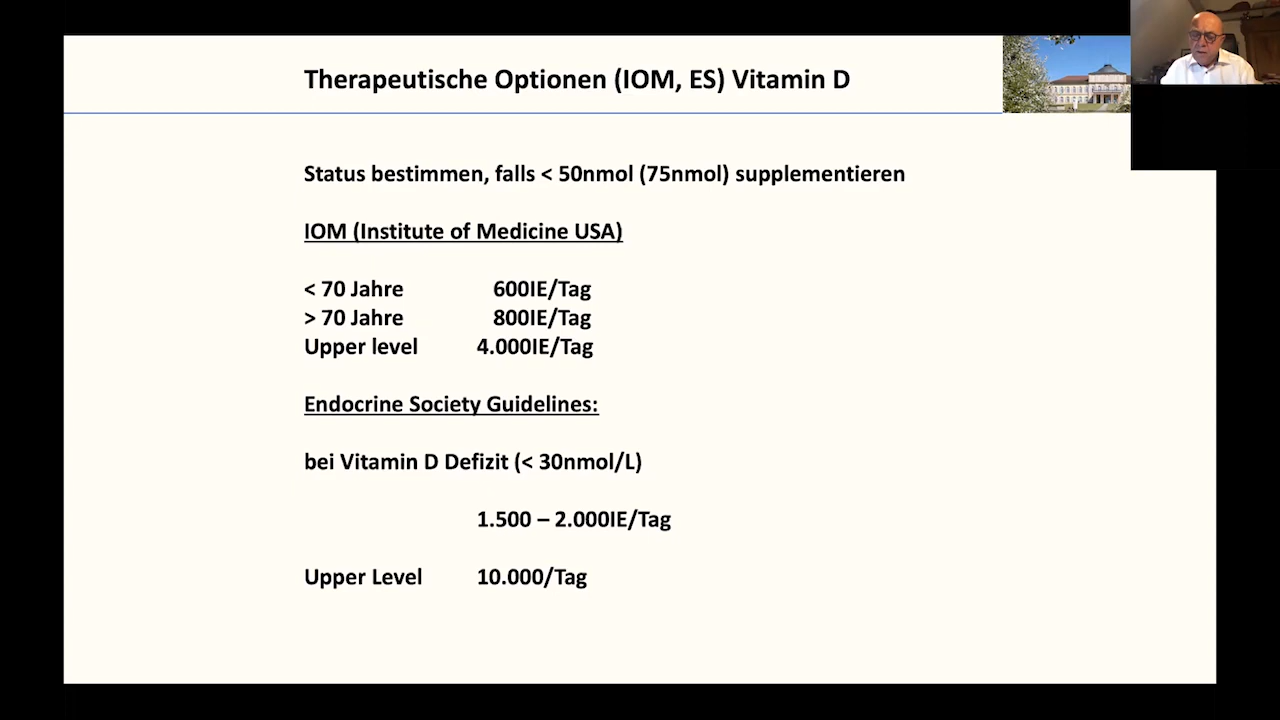 Therapeutische Optionen (IOM, ES) Vitamin D
Status bestimmen, falls < 50nmol (75nmol) supplementieren
IOM (Institute of Medicine USA)
< 70 Jahre 600IE/Tag
> 70 Jahre 800IE/Tag
Upper level 4.000IE/Tag
Endocrine Society Guidelines:
bei Vitamin D Defizit (< 30nmol/L)
1.500 – 2.000IE/Tag
Upper Level 10.000/Tag